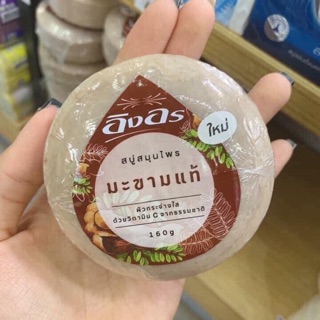 อิงอร
ใหม่
สบู่สมุนไพร
มะขามแท้
ผิวกระจ่างใส
ด้วยวิตามิน C จากธรรมชาติ
160g